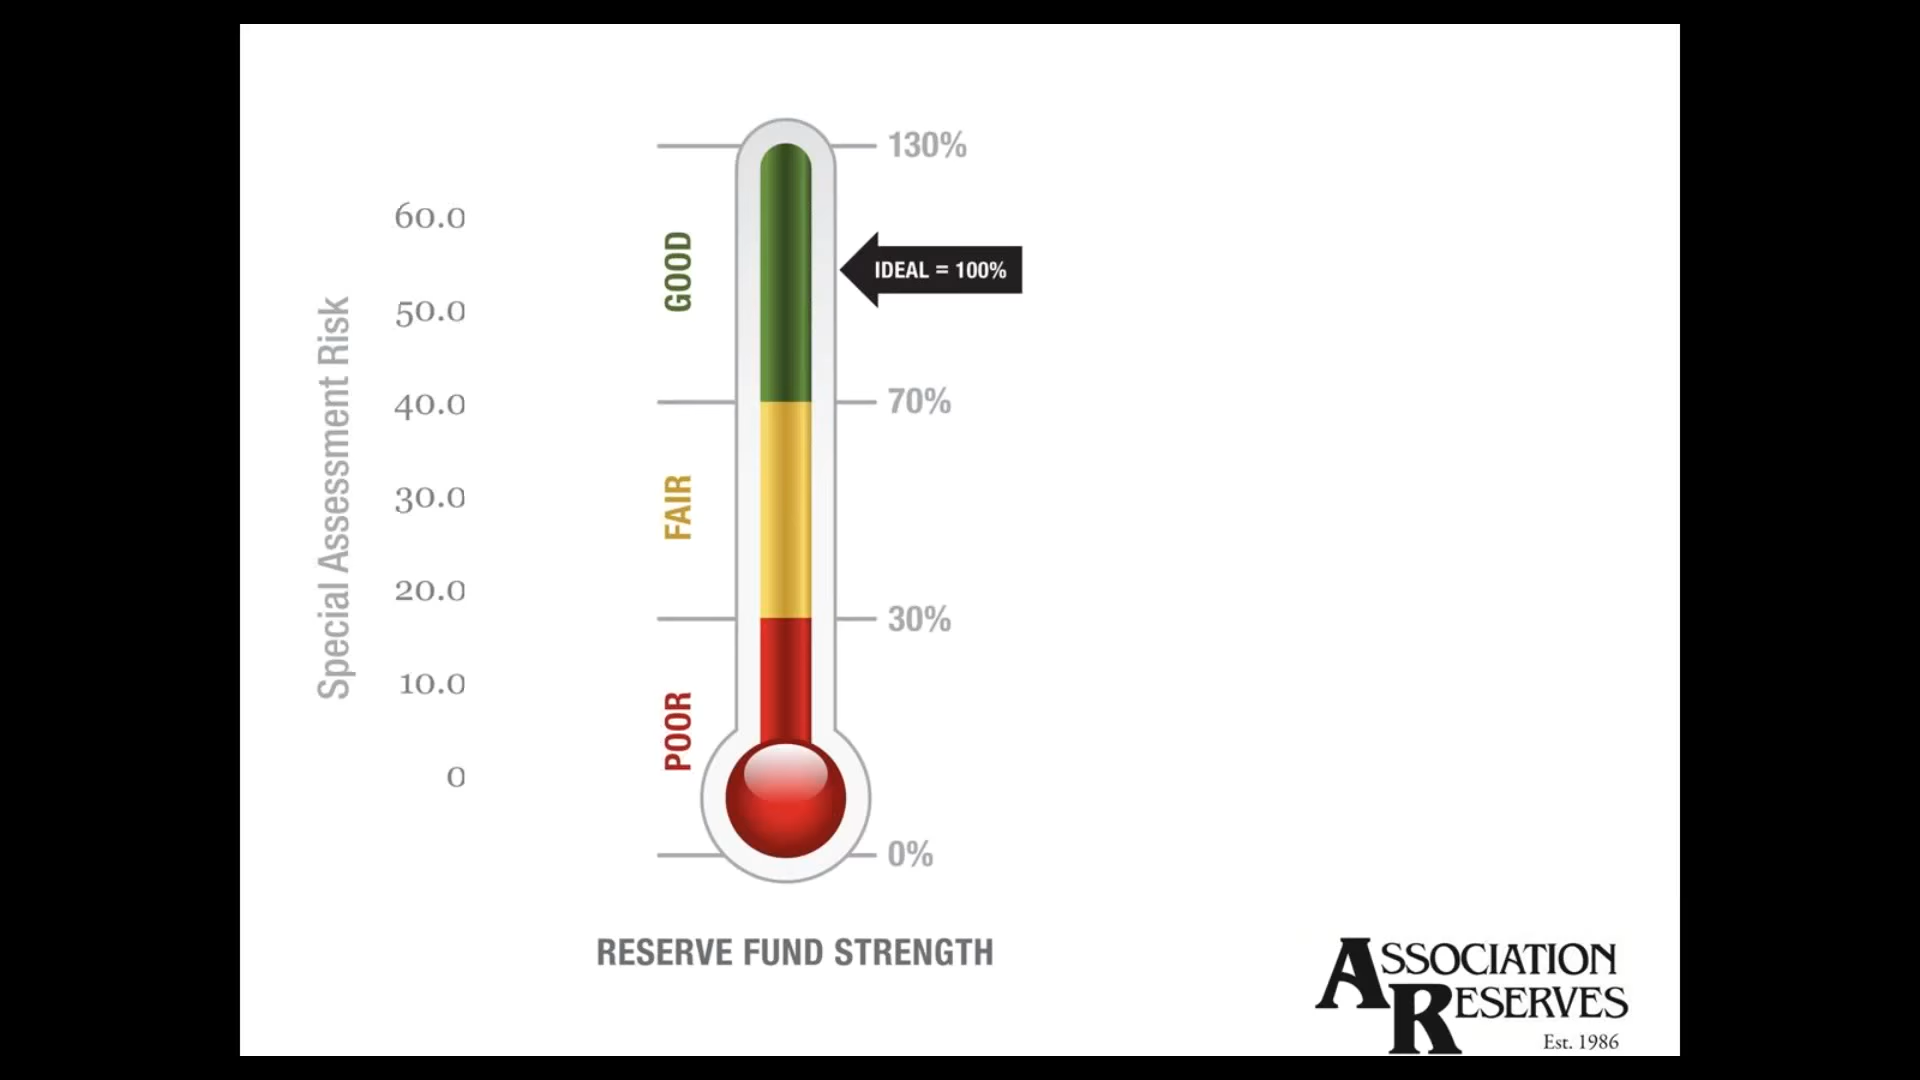 130%
60.0
GOOD
IDEAL = 100%
50.0
Special Assessment Risk
40.0
70%
30.0
FAIR
20.0
30%
10.0
POOR
0
0%
RESERVE FUND STRENGTH
ASSOCIATION
RESERVES
Est. 1986